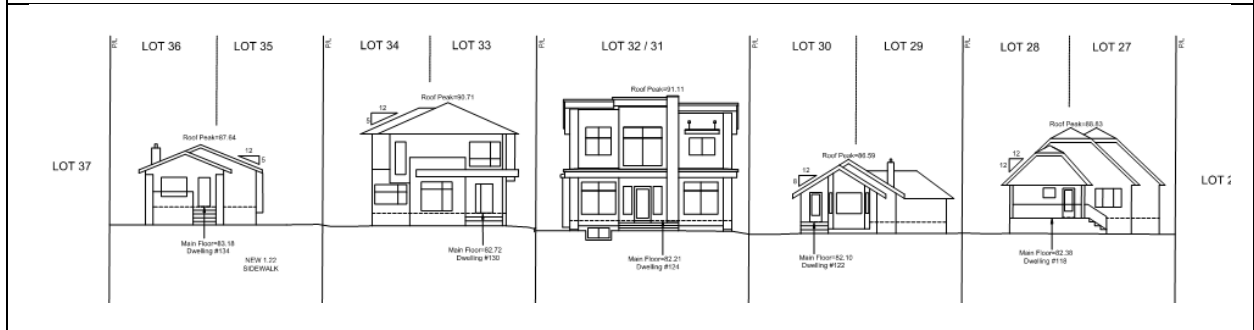 P/L
LOT 36
LOT 35
P/L
LOT 34
LOT 33
P/L
LOT 32 / 31
P/L
LOT 30
LOT 29
P/L
LOT 28
LOT 27
P/L
Roof Peak=87.64
12
5
Roof Peak=90.71
12
5
Roof Peak=91.11
Roof Peak=86.59
12
8
Roof Peak=88.83
12
12
LOT 37
LOT 2
Main Floor=83.18
Dwelling #134
NEW 1.22
SIDEWALK
Main Floor=82.72
Dwelling #130
Main Floor=82.21
Dwelling #124
Main Floor=82.10
Dwelling #122
Main Floor=82.38
Dwelling #118